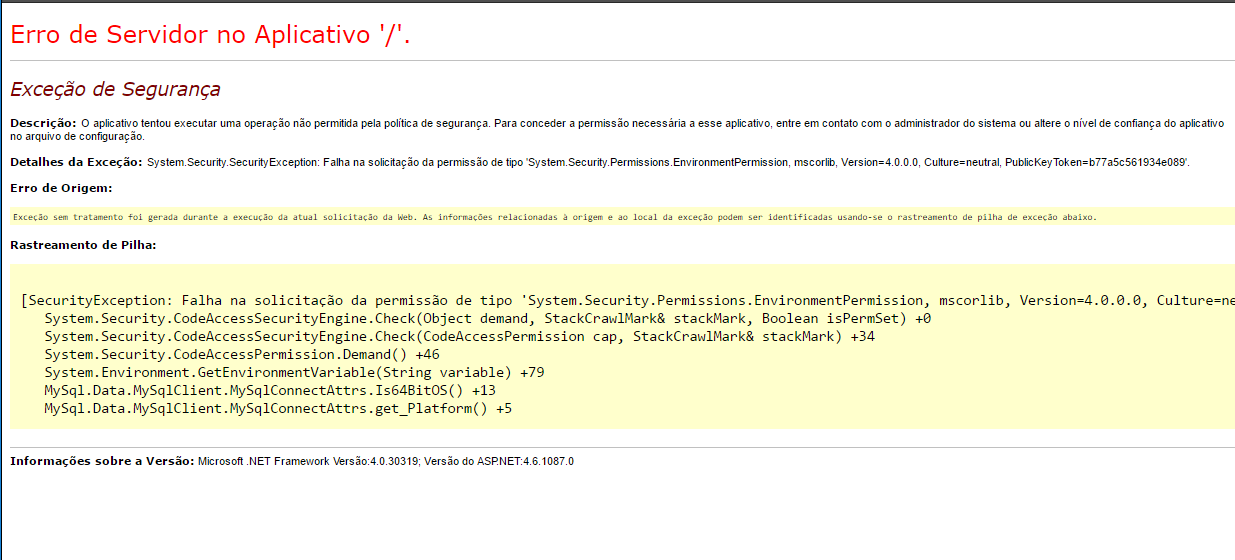 Erro de Servidor no Aplicativo '/'.
Exceção de Segurança
Descrição: O aplicativo tentou executar uma operação não permitida pela política de segurança. Para conceder a permissão necessária a esse aplicativo, entre em contato com o administrador do sistema ou altere o nível de confiança do aplicativo
no arquivo de configuração.
Detalhes da Exceção: System.Security.SecurityException: Falha na solicitação da permissão de tipo 'System.Security.Permissions.EnvironmentPermission, mscorlib, Version=4.0.0.0, Culture=neutral, PublicKeyToken=b77a5c561934e089'.
Erro de Origem:
Exceção sem tratamento foi gerada durante a execução da atual solicitação da Web. As informações relacionadas à origem e ao local da exceção podem ser identificadas usando-se o rastreamento de pilha de exceção abaixo.
Rastreamento de Pilha:
[SecurityException: Falha na solicitação da permissão de tipo 'System.Security.Permissions.EnvironmentPermission, mscorlib, Version=4.0.0.0, Culture=ne
System.Security.CodeAccessSecurityEngine.Check(Object demand, StackCrawlMark& stackMark, Boolean isPermSet) +0
System.Security.CodeAccessSecurityEngine.Check(CodeAccessPermission cap, StackCrawlMark& stackMark) +34
System.Security.CodeAccessPermission.Demand() +46
System.Environment.GetEnvironmentVariable(String variable) +79
MySql.Data.MySqlClient.MySqlConnectAttrs.Is64BitOS() +13
MySql.Data.MySqlClient.MySqlConnectAttrs.get_Platform() +5
Informações sobre a Versão: Microsoft .NET Framework Versão:4.0.30319; Versão do ASP.NET:4.6.1087.0